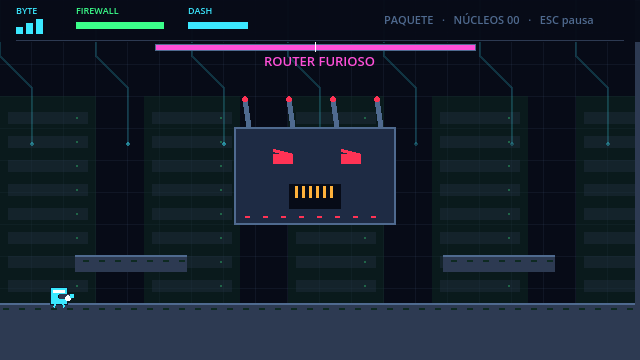 BYTE
FIREWALL
DASH
PAQUETE · NÚCLEOS 00 · ESC pausa
ROUTER FURIOSO